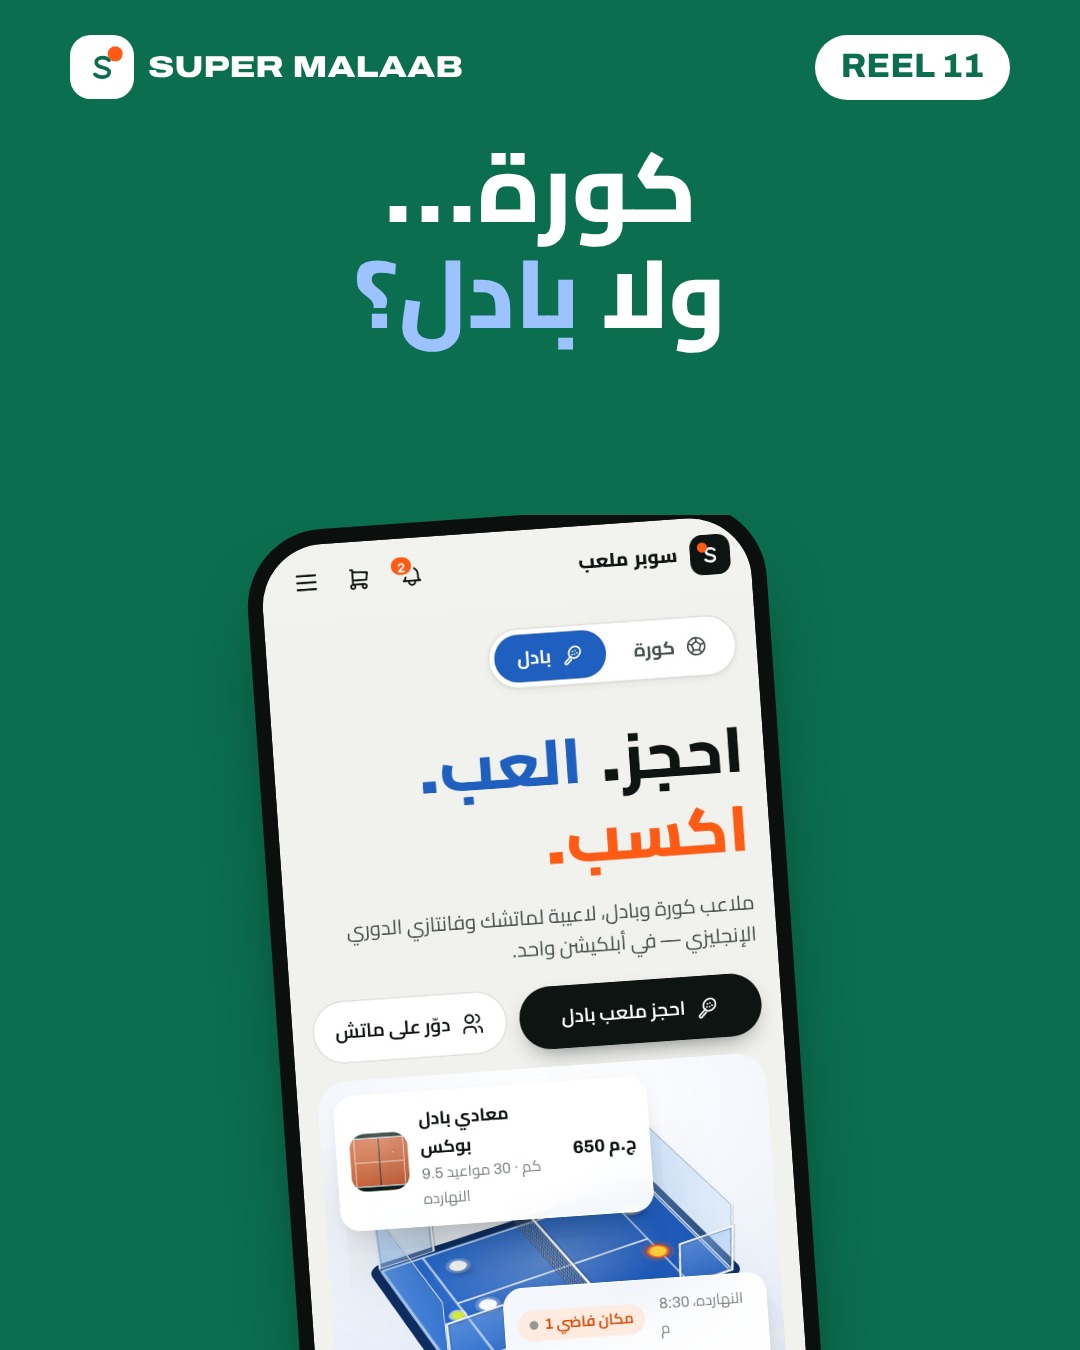 SUPER MALAAB
REEL 11
كورة...
ولا بادل؟
سوبر ملعب
2
كورة
بادل
احجز. العب.
اكسب.
ملاعب كورة وبادل، لاعيبة لماتشك وفانتازي الدوري
الإنجليزي — في أبلكيشن واحد.
احجز ملعب بادل
دوّر على ماتش
معادي بادل
بوكس
9.5 كم · 30 مواعيد
النهارده
650 ج.م
النهارده، 8:30
م
1 مكان فاضي